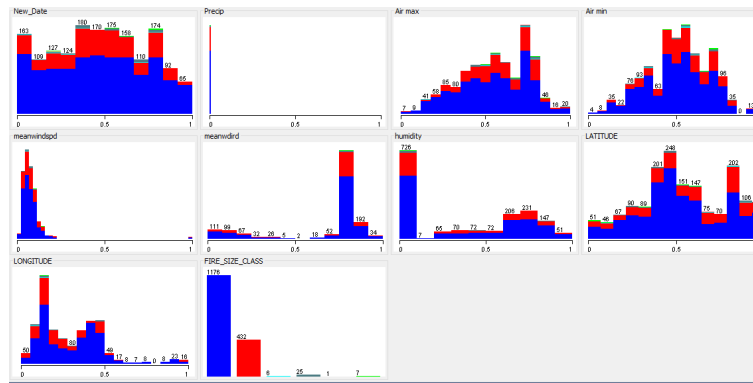 New_Date
Precip
Air max
Air min
163 109 127 124 180 170 175 158 110 174 92 65
7 9 41 58 85 80 46 16 20
4 8 35 22 76 93 63 96 35 0
0 0.5 1
0 0.5 1
0 0.5 1
0 0.5
meanwindspd
meanwdird
humidity
LATITUDE
111 99 67 32 26 5 2 18 52 192 34
726 7 65 70 72 72 206 231 147 51
51 46 67 90 89 201 248 151 147 75 70 202 106
0 0.5 1
0 0.5 1
0 0.5 1
0 0.5
LONGITUDE
FIRE_SIZE_CLASS
50 80 49 17 8 7 8 0 8 23 16
1176 432 6 25 1 7
0 0.5 1